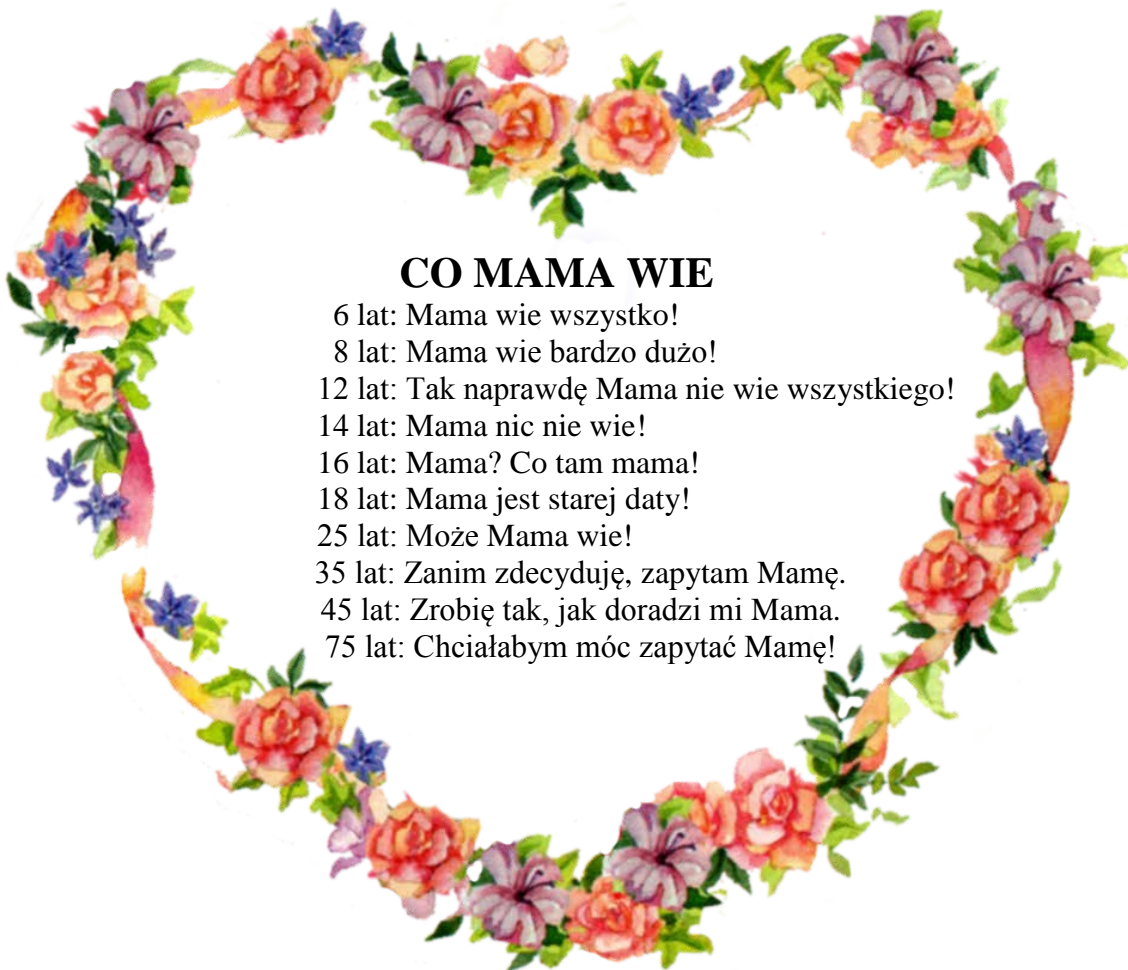 CO MAMA WIE
6 lat: Mama wie wszystko!
8 lat: Mama wie bardzo dużo!
12 lat: Tak naprawdę Mama nie wie wszystkiego!
14 lat: Mama nic nie wie!
16 lat: Mama? Co tam mama!
18 lat: Mama jest starej daty!
25 lat: Może Mama wie!
35 lat: Zanim zdecyduję, zapytam Mamę.
45 lat: Zrobię tak, jak doradzi mi Mama.
75 lat: Chciałabym móc zapytać Mamę!